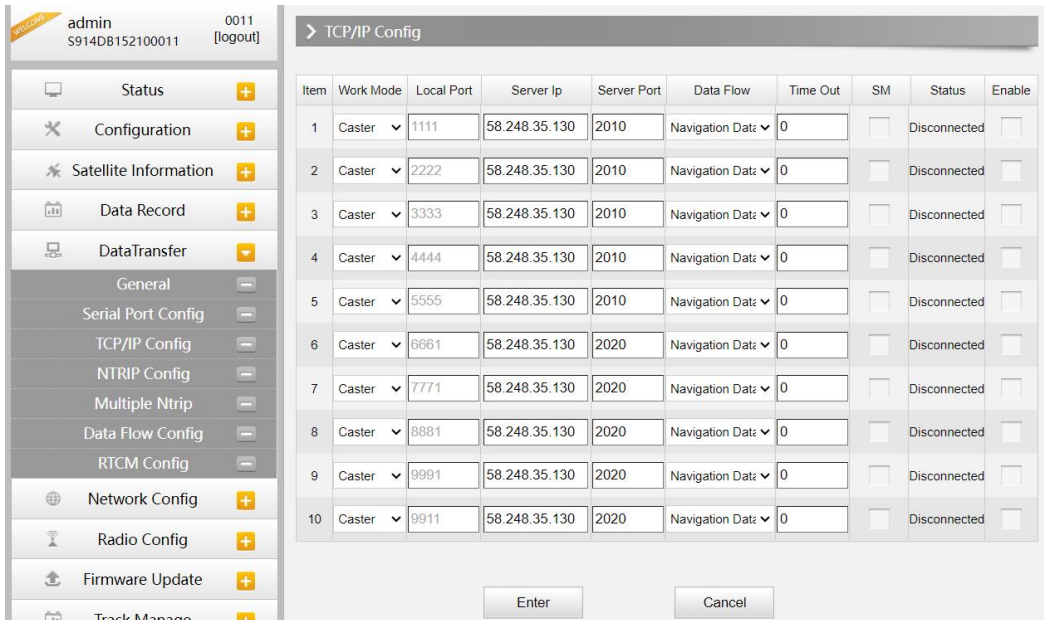 WELCOME
admin 0011
S914DB152100011 [logout]
Status
Configuration
Satellite Information
Data Record
DataTransfer
General
Serial Port Config
TCP/IP Config
NTRIP Config
Multiple Ntrip
Data Flow Config
RTCM Config
Network Config
Radio Config
Firmware Update
Track Manage
TCP/IP Config
Item Work Mode Local Port Server Ip Server Port Data Flow Time Out SM Status Enable
1 Caster 1111 58.248.35.130 2010 Navigation Data 0 Disconnected
2 Caster 2222 58.248.35.130 2010 Navigation Data 0 Disconnected
3 Caster 3333 58.248.35.130 2010 Navigation Data 0 Disconnected
4 Caster 4444 58.248.35.130 2010 Navigation Data 0 Disconnected
5 Caster 5555 58.248.35.130 2010 Navigation Data 0 Disconnected
6 Caster 6661 58.248.35.130 2020 Navigation Data 0 Disconnected
7 Caster 7771 58.248.35.130 2020 Navigation Data 0 Disconnected
8 Caster 8881 58.248.35.130 2020 Navigation Data 0 Disconnected
9 Caster 9991 58.248.35.130 2020 Navigation Data 0 Disconnected
10 Caster 9911 58.248.35.130 2020 Navigation Data 0 Disconnected
Enter Cancel